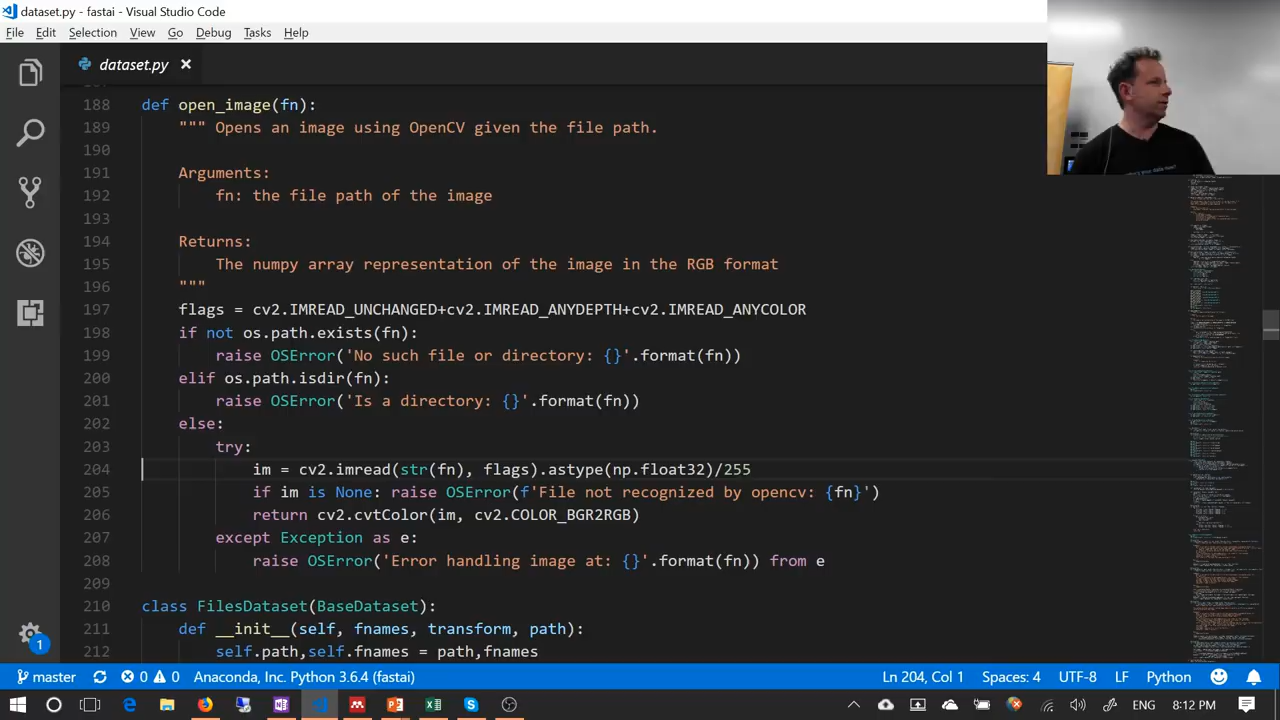 dataset.py - fastai - Visual Studio Code
File Edit Selection View Go Debug Tasks Help
dataset.py
188 def open_image(fn):
189 """ Opens an image using OpenCV given the file path.
190
191 Arguments:
192 fn: the file path of the image
193
194 Returns:
195 The numpy array representation of the image in the RGB format
196 """
197 flags = cv2.IMREAD_UNCHANGED+cv2.IMREAD_ANYDEPTH+cv2.IMREAD_ANYCOLOR
198 if not os.path.exists(fn):
199 raise OSError('No such file or directory: {}'.format(fn))
200 elif os.path.isdir(fn):
201 raise OSError('Is a directory: {}'.format(fn))
202 else:
203 try:
204 im = cv2.imread(str(fn), flags).astype(np.float32)/255
205 if im is None: raise OSError(f'File not recognized by opencv: {fn}')
206 return cv2.cvtColor(im, cv2.COLOR_BGR2RGB)
207 except Exception as e:
208 raise OSError('Error handling image at: {}'.format(fn)) from e
209
210 class FilesDataset(BaseDataset):
211 def __init__(self, fnames, transform, path):
212 self.path,self.fnames = path,fnames
1
master 0 0 Anaconda, Inc. Python 3.6.4 (fastai) Ln 204, Col 1 Spaces: 4 UTF-8 LF Python
ENG 8:12 PM